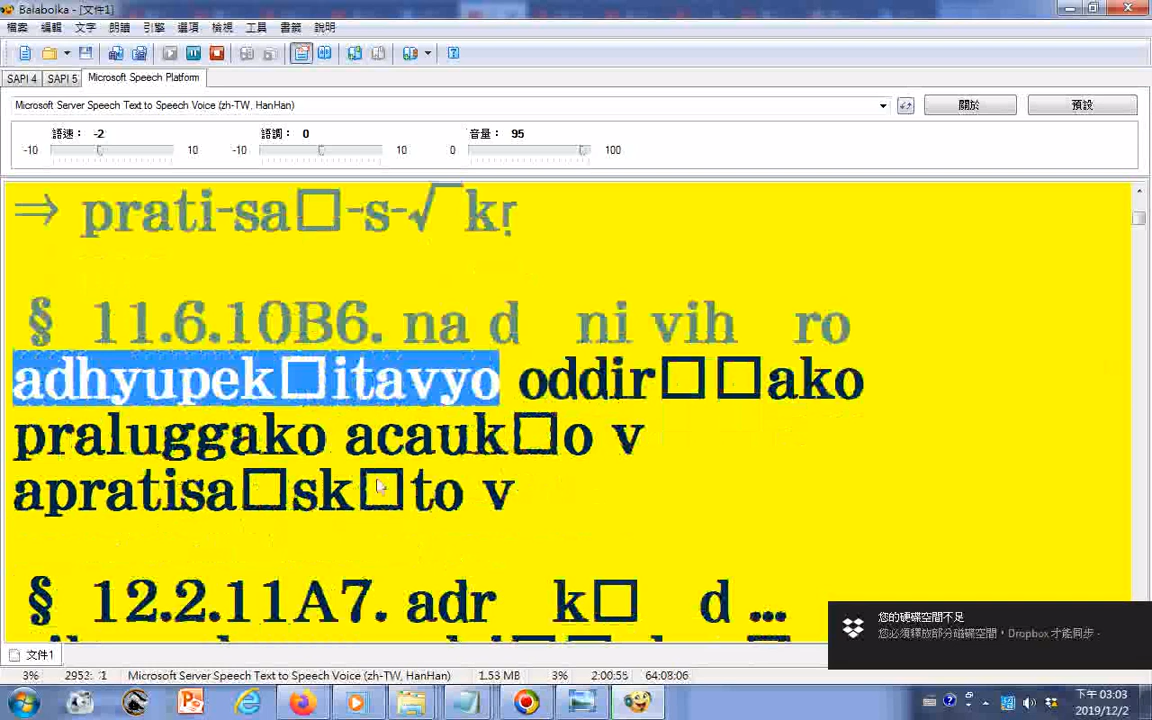 Balabolka - [文件1]
檔案 編輯 文字 朗讀 引擎 選項 檢視 工具 書籤 說明
SAPI 4 SAPI 5 Microsoft Speech Platform
Microsoft Server Speech Text to Speech Voice (zh-TW, HanHan) 關於 預設
語速： -2 語調： 0 音量： 95
-10 10 -10 10 0 100
⇒ prati-sa□-s-√kṛ
§ 11.6.10B6. na d ni vih ro
adhyupek□itavyo oddir□□ako
praluggako acauk□o v
apratisa□sk□to v
§ 12.2.11A7. adr k□ d ...
您的硬碟空間不足
您必須釋放部分磁碟空間，Dropbox 才能同步。
文件1
3% 2952: 1 Microsoft Server Speech Text to Speech Voice (zh-TW, HanHan) 1.53 MB 3% 2:00:55 64:08:06
下午 03:03
2019/12/2